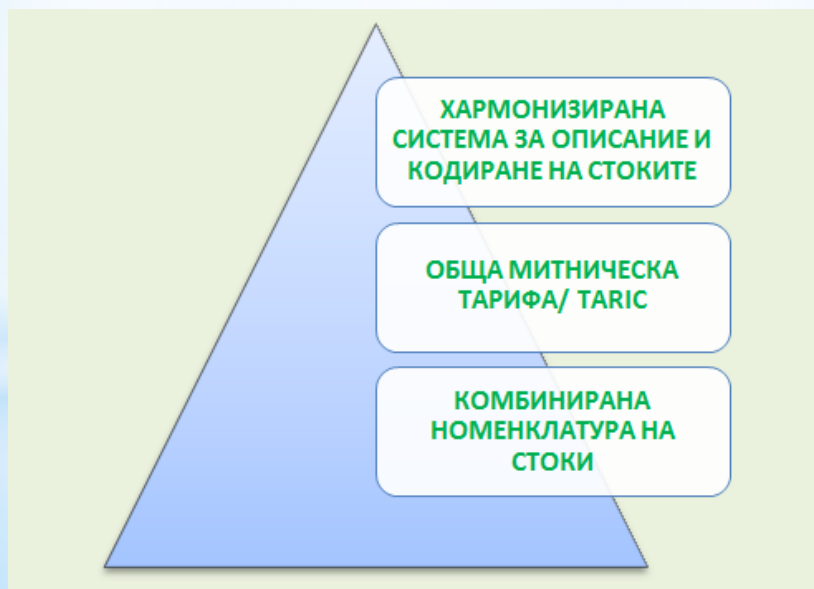 ХАРМОНИЗИРАНА
СИСТЕМА ЗА ОПИСАНИЕ И
КОДИРАНЕ НА СТОКИТЕ
ОБЩА МИТНИЧЕСКА
ТАРИФА/ TARIC
КОМБИНИРАНА
НОМЕНКЛАТУРА НА
СТОКИ